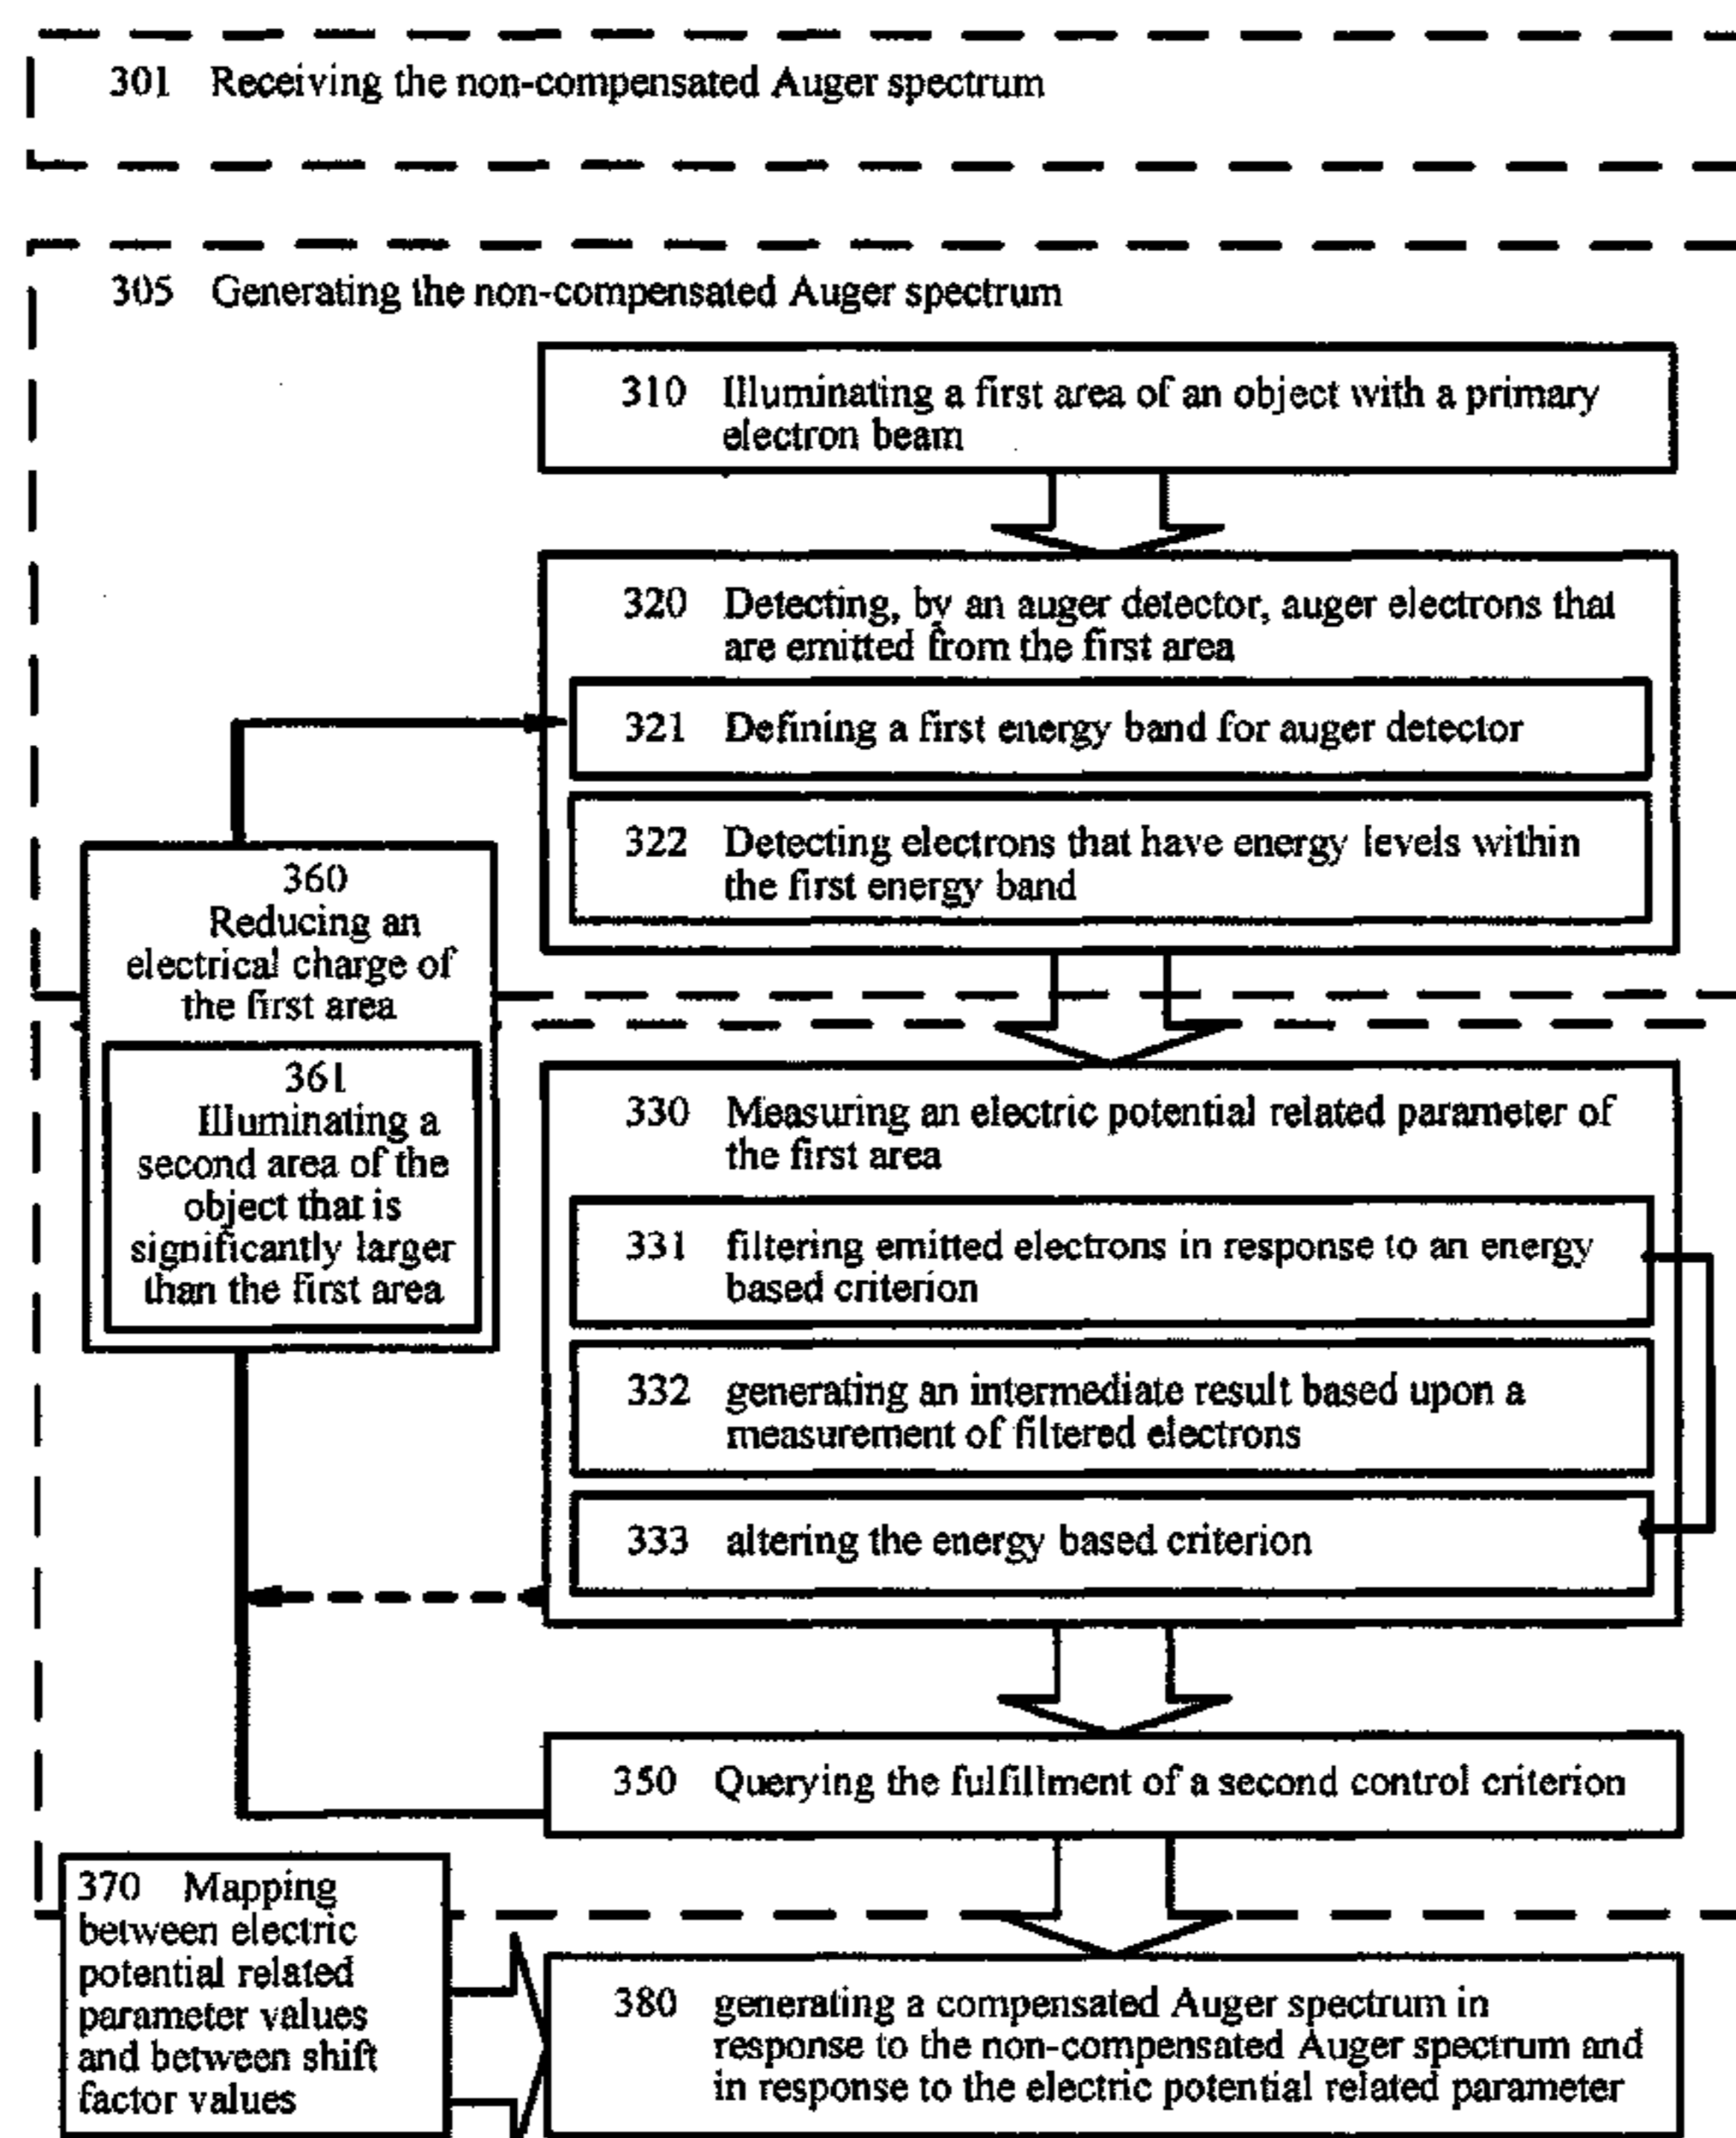 301 Receiving the non-compensated Auger spectrum
305 Generating the non-compensated Auger spectrum
310 Illuminating a first area of an object with a primary
electron beam
320 Detecting, by an auger detector, auger electrons that
are emitted from the first area
321 Defining a first energy band for auger detector
322 Detecting electrons that have energy levels within
the first energy band
360
Reducing an
electrical charge of
the first area
361
Illuminating a
second area of the
object that is
significantly larger
than the first area
330 Measuring an electric potential related parameter of
the first area
331 filtering emitted electrons in response to an energy
based criterion
332 generating an intermediate result based upon a
measurement of filtered electrons
333 altering the energy based criterion
350 Querying the fulfillment of a second control criterion
370 Mapping
between electric
potential related
parameter values
and between shift
factor values
380 generating a compensated Auger spectrum in
response to the non-compensated Auger spectrum and
in response to the electric potential related parameter